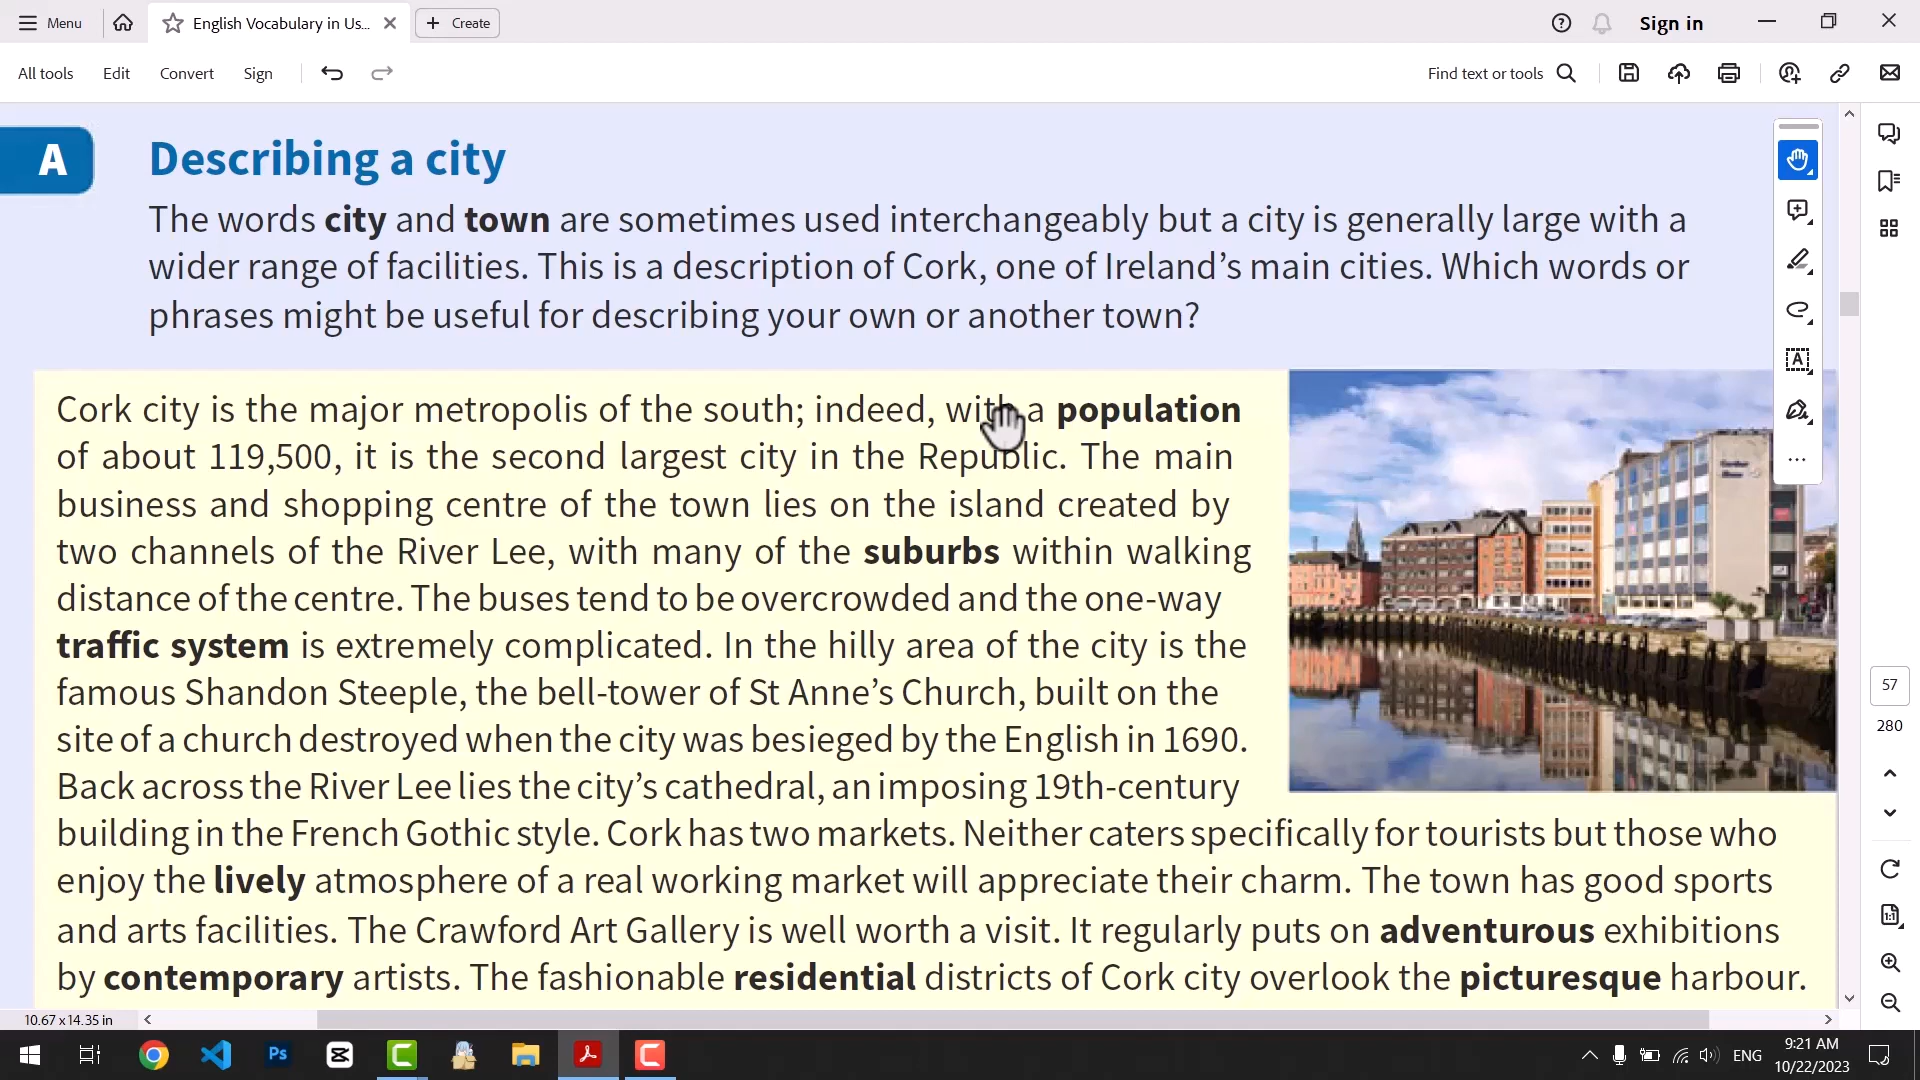 Menu
English Vocabulary in Us...
Create
Sign in
All tools
Edit
Convert
Sign
Find text or tools
A
Describing a city
The words city and town are sometimes used interchangeably but a city is generally large with a
wider range of facilities. This is a description of Cork, one of Ireland's main cities. Which words or
phrases might be useful for describing your own or another town?
Cork city is the major metropolis of the south; indeed, with a population
of about 119,500, it is the second largest city in the Republic. The main
business and shopping centre of the town lies on the island created by
two channels of the River Lee, with many of the suburbs within walking
distance of the centre. The buses tend to be overcrowded and the one-way
traffic system is extremely complicated. In the hilly area of the city is the
famous Shandon Steeple, the bell-tower of St Anne's Church, built on the
site of a church destroyed when the city was besieged by the English in 1690.
Back across the River Lee lies the city's cathedral, an imposing 19th-century
building in the French Gothic style. Cork has two markets. Neither caters specifically for tourists but those who
enjoy the lively atmosphere of a real working market will appreciate their charm. The town has good sports
and arts facilities. The Crawford Art Gallery is well worth a visit. It regularly puts on adventurous exhibitions
by contemporary artists. The fashionable residential districts of Cork city overlook the picturesque harbour.
57
280
10.67 x 14.35 in
Ps
ENG
9:21 AM
10/22/2023